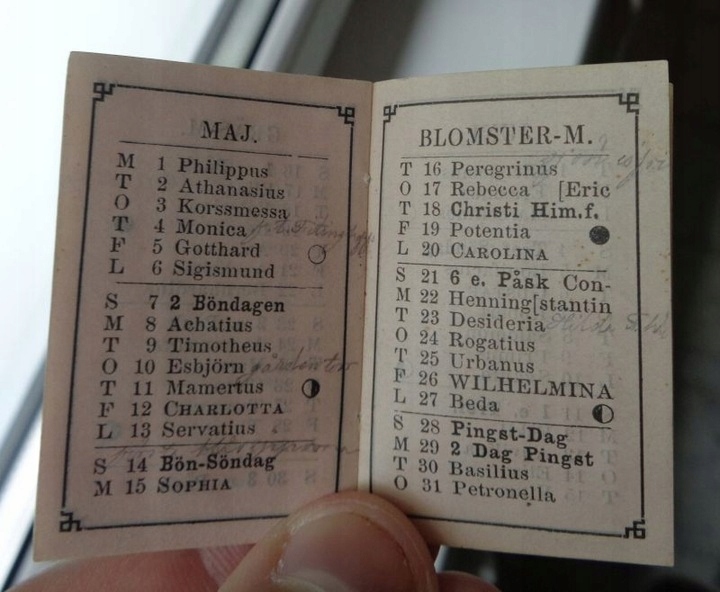 MAJ.
M 1 Philippus
T 2 Athanasius
O 3 Korssmessa
T 4 Monica
F 5 Gotthard
L 6 Sigismund
S 7 2 Böndagen
M 8 Achatius
T 9 Timotheus
O 10 Esbjörn
T 11 Mamertus
F 12 CHARLOTTA
L 13 Servatius
S 14 Bön-Söndag
M 15 SOPHIA
BLOMSTER-M.
T 16 Peregrinus
O 17 Rebecca [Eric
T 18 Christi Him.f.
F 19 Potentia
L 20 CAROLINA
S 21 6 e. Påsk Con-
M 22 Henning[stantin
T 23 Desideria
O 24 Rogatius
T 25 Urbanus
F 26 WILHELMINA
L 27 Beda
S 28 Pingst-Dag
M 29 2 Dag Pingst
T 30 Basilius
O 31 Petronella